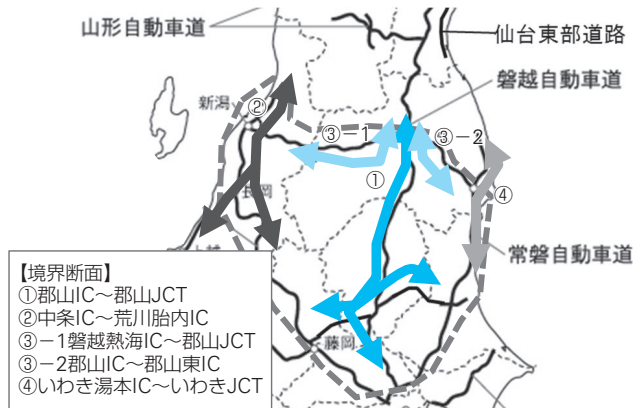 山形自動車道
仙台東部道路
磐越自動車道
新潟
②
③－1
③－2
①
④
長岡
上越
常磐自動車道
藤岡
【境界断面】
①郡山IC～郡山JCT
②中条IC～荒川胎内IC
③－1磐越熱海IC～郡山JCT
③－2郡山IC～郡山東IC
④いわき湯本IC～いわきJCT